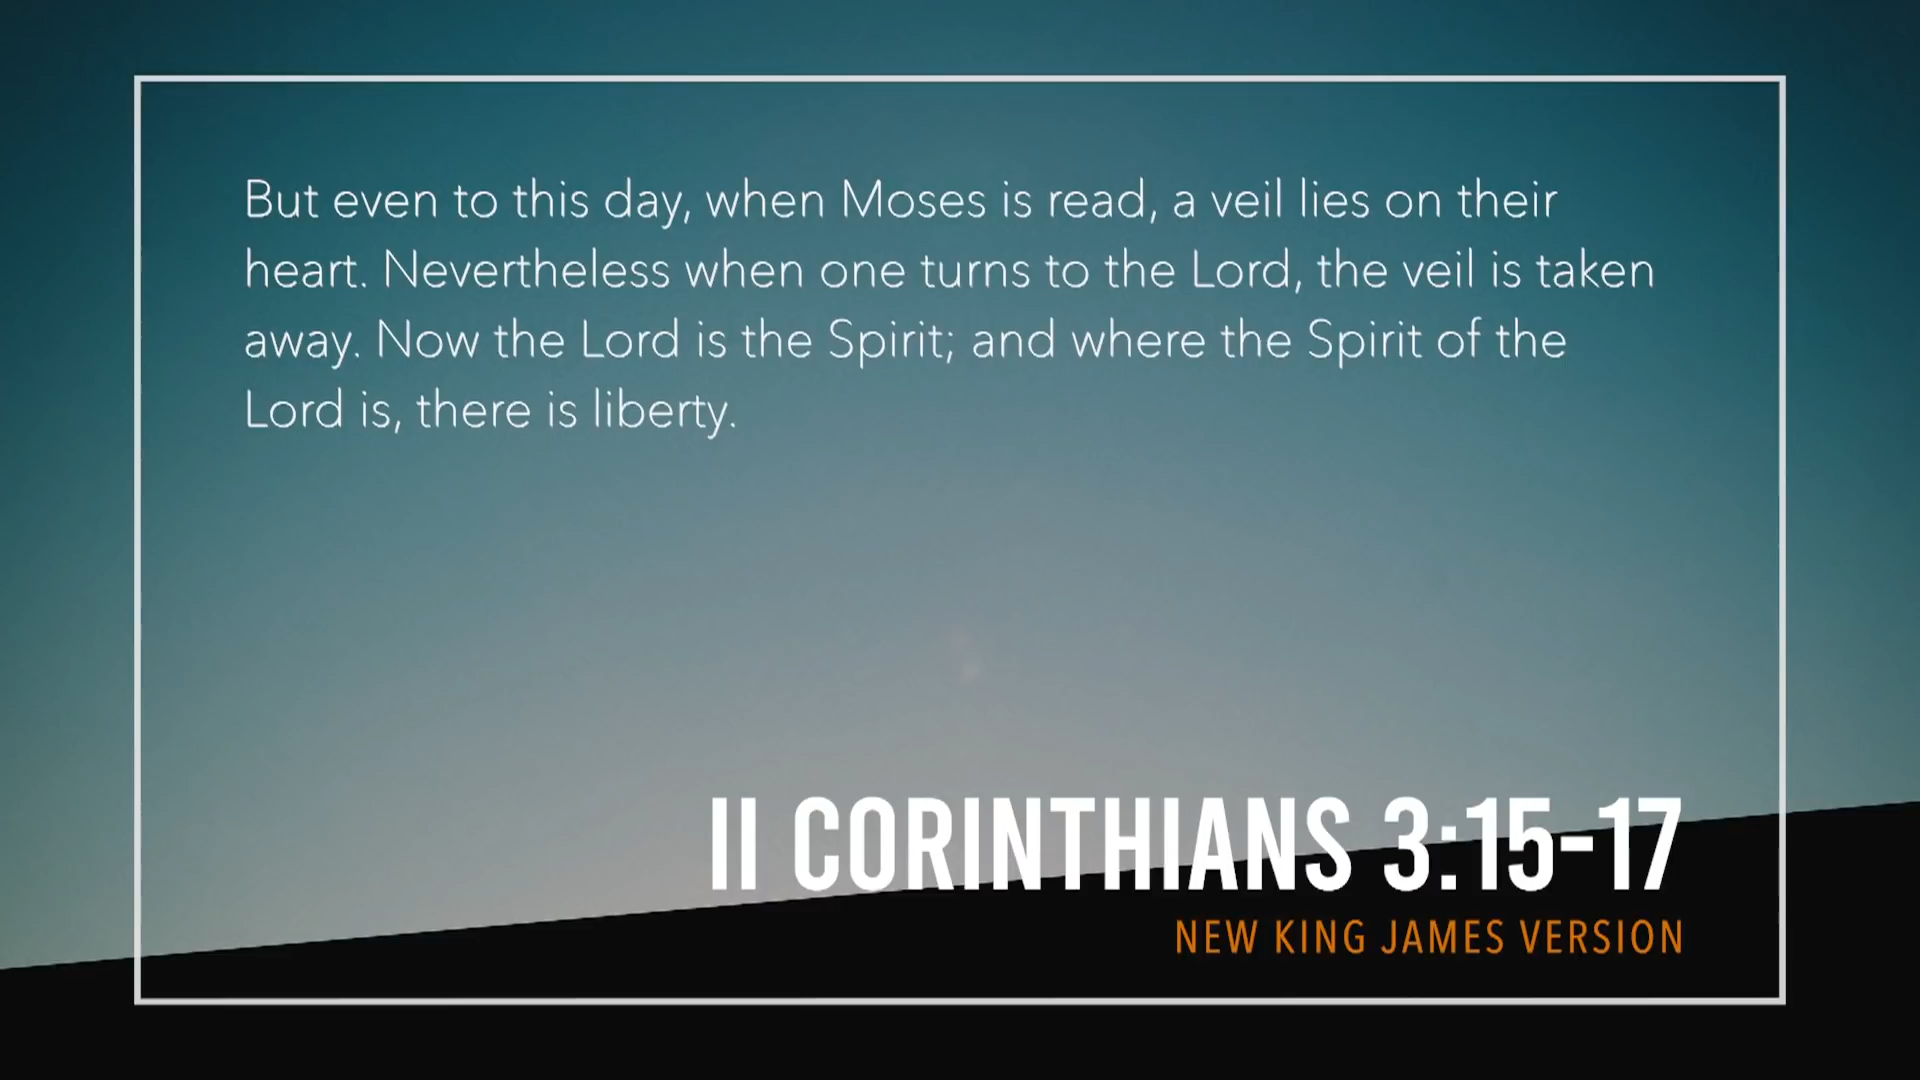 But even to this day, when Moses is read, a veil lies on their
heart. Nevertheless when one turns to the Lord, the veil is taken
away. Now the Lord is the Spirit; and where the Spirit of the
Lord is, there is liberty.
II CORINTHIANS 3:15-17
NEW KING JAMES VERSION